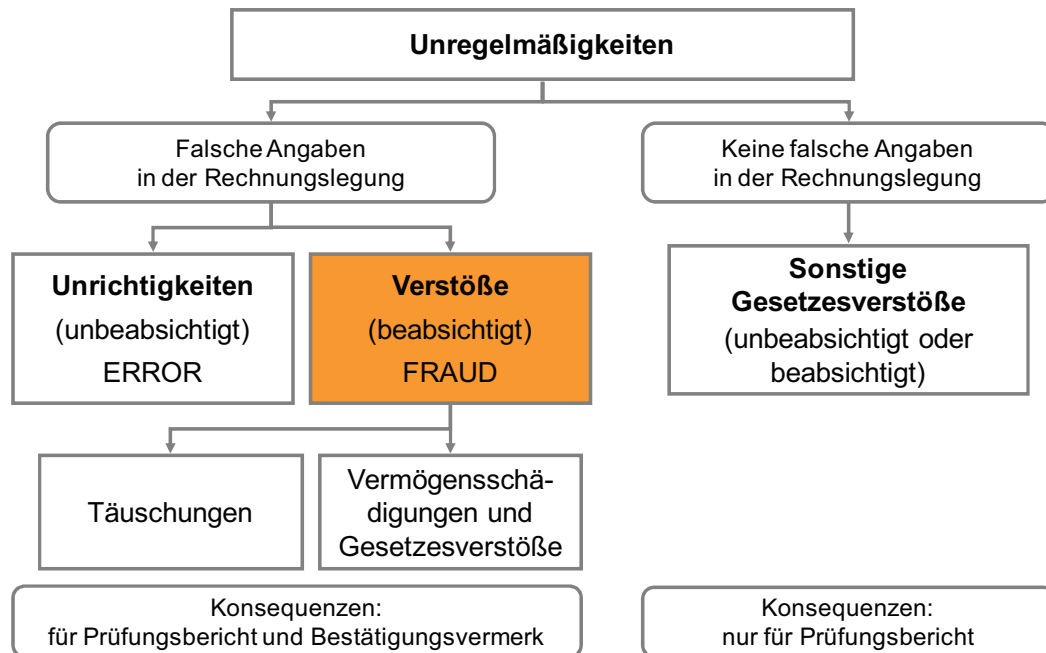 Unregelmäßigkeiten
Falsche Angaben
in der Rechnungslegung
Keine falsche Angaben
in der Rechnungslegung
Unrichtigkeiten
(unbeabsichtigt)
ERROR
Verstöße
(beabsichtigt)
FRAUD
Sonstige
Gesetzesverstöße
(unbeabsichtigt oder
beabsichtigt)
Täuschungen
Vermögensschä-
digungen und
Gesetzesverstöße
Konsequenzen:
für Prüfungsbericht und Bestätigungsvermerk
Konsequenzen:
nur für Prüfungsbericht